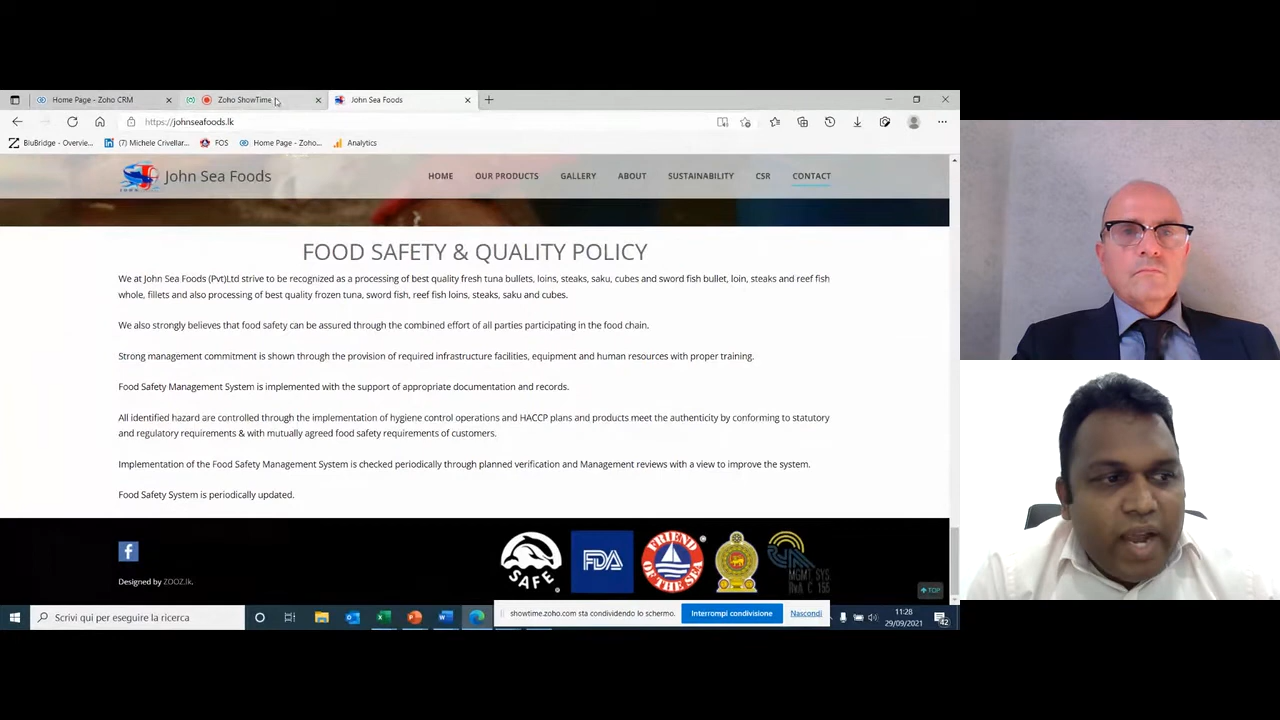 Home Page - Zoho CRM
Zoho ShowTime
John Sea Foods
https://johnseafoods.lk
BluBridge - Overvie...
(7) Michele Crivellar...
FOS
Home Page - Zoho...
Analytics
John Sea Foods
HOME
OUR PRODUCTS
GALLERY
ABOUT
SUSTAINABILITY
CSR
CONTACT
FOOD SAFETY & QUALITY POLICY
We at John Sea Foods (Pvt)Ltd strive to be recognized as a processing of best quality fresh tuna bullets, loins, steaks, saku, cubes and sword fish bullet, loin, steaks and reef fish
whole, fillets and also processing of best quality frozen tuna, sword fish, reef fish loins, steaks, saku and cubes.
We also strongly believes that food safety can be assured through the combined effort of all parties participating in the food chain.
Strong management commitment is shown through the provision of required infrastructure facilities, equipment and human resources with proper training.
Food Safety Management System is implemented with the support of appropriate documentation and records.
All identified hazard are controlled through the implementation of hygiene control operations and HACCP plans and products meet the authenticity by conforming to statutory
and regulatory requirements & with mutually agreed food safety requirements of customers.
Implementation of the Food Safety Management System is checked periodically through planned verification and Management reviews with a view to improve the system.
Food Safety System is periodically updated.
SAFE
FDA
FRIEND
OF THE SEA
MGMT SYS
RvA C 155
Designed by ZOOZ.lk.
TOP
Scrivi qui per eseguire la ricerca
showtime.zoho.com sta condividendo lo schermo.
Interrompi condivisione
Nascondi
11:28
29/09/2021
42